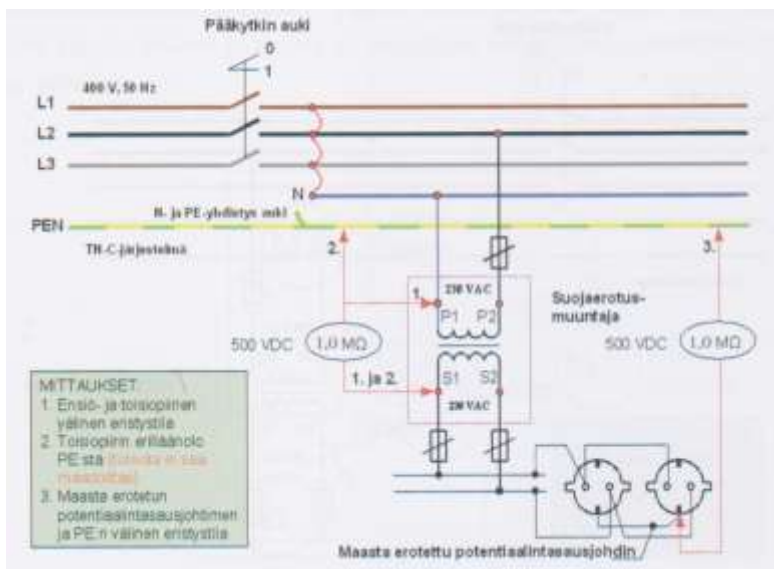 Pääkytkin auki
0
1
400 V, 50 Hz
L1
L2
L3
N
N- ja PE-yhdistys auki
PEN
TN-C-järjestelmä
2.
3.
1.
230 VAC
P1 P2
Suojaerotus-
muuntaja
500 VDC
1,0 MΩ
500 VDC
1,0 MΩ
1. ja 2.
S1 S2
230 VAC
MITTAUKSET
1. Ensiö- ja toisiopiirien
välinen eristystila
2. Toisiopiirin erilläänolo
PE:stä
3. Maasta erotetun
potentiaalintasausjohtimen
ja PE:n välinen eristystila
Maasta erotettu potentiaalintasausjohdin